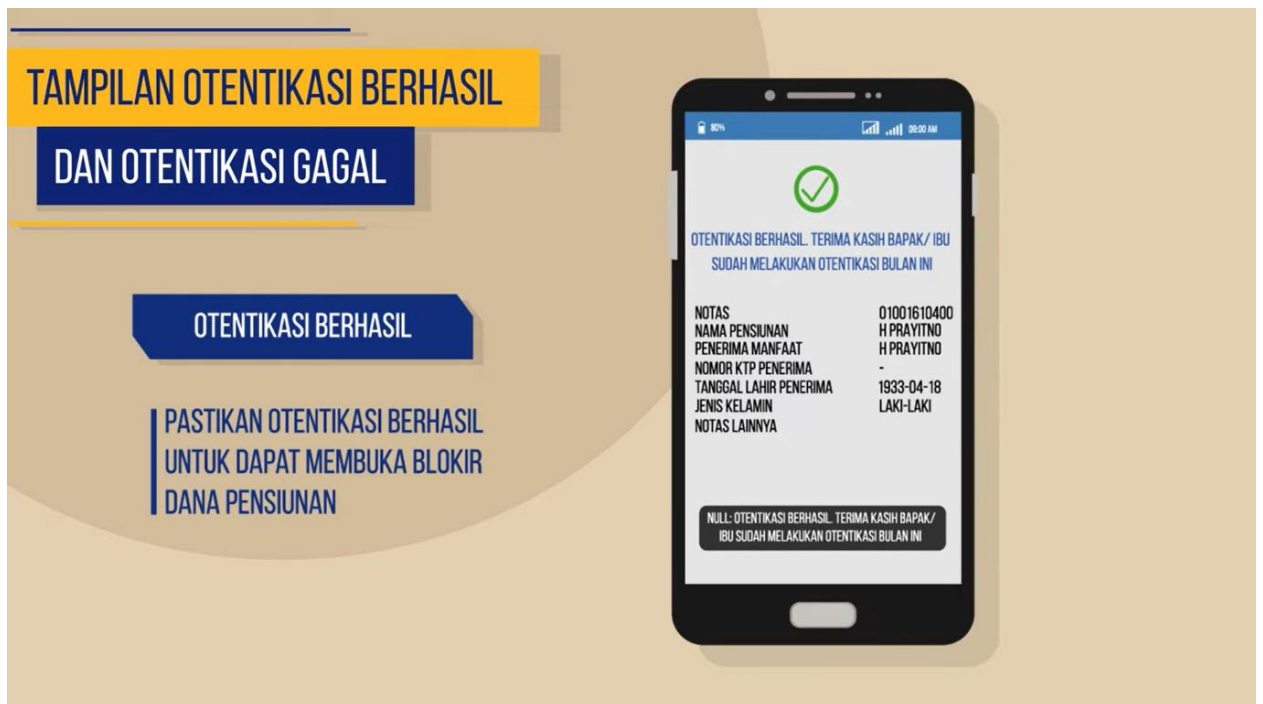 TAMPILAN OTENTIKASI BERHASIL
DAN OTENTIKASI GAGAL
OTENTIKASI BERHASIL
PASTIKAN OTENTIKASI BERHASIL
UNTUK DAPAT MEMBUKA BLOKIR
DANA PENSIUNAN
80% 09:00 AM
OTENTIKASI BERHASIL. TERIMA KASIH BAPAK/ IBU
SUDAH MELAKUKAN OTENTIKASI BULAN INI
NOTAS 01001610400
NAMA PENSIUNAN H PRAYITNO
PENERIMA MANFAAT H PRAYITNO
NOMOR KTP PENERIMA -
TANGGAL LAHIR PENERIMA 1933-04-18
JENIS KELAMIN LAKI-LAKI
NOTAS LAINNYA
NULL: OTENTIKASI BERHASIL. TERIMA KASIH BAPAK/
IBU SUDAH MELAKUKAN OTENTIKASI BULAN INI